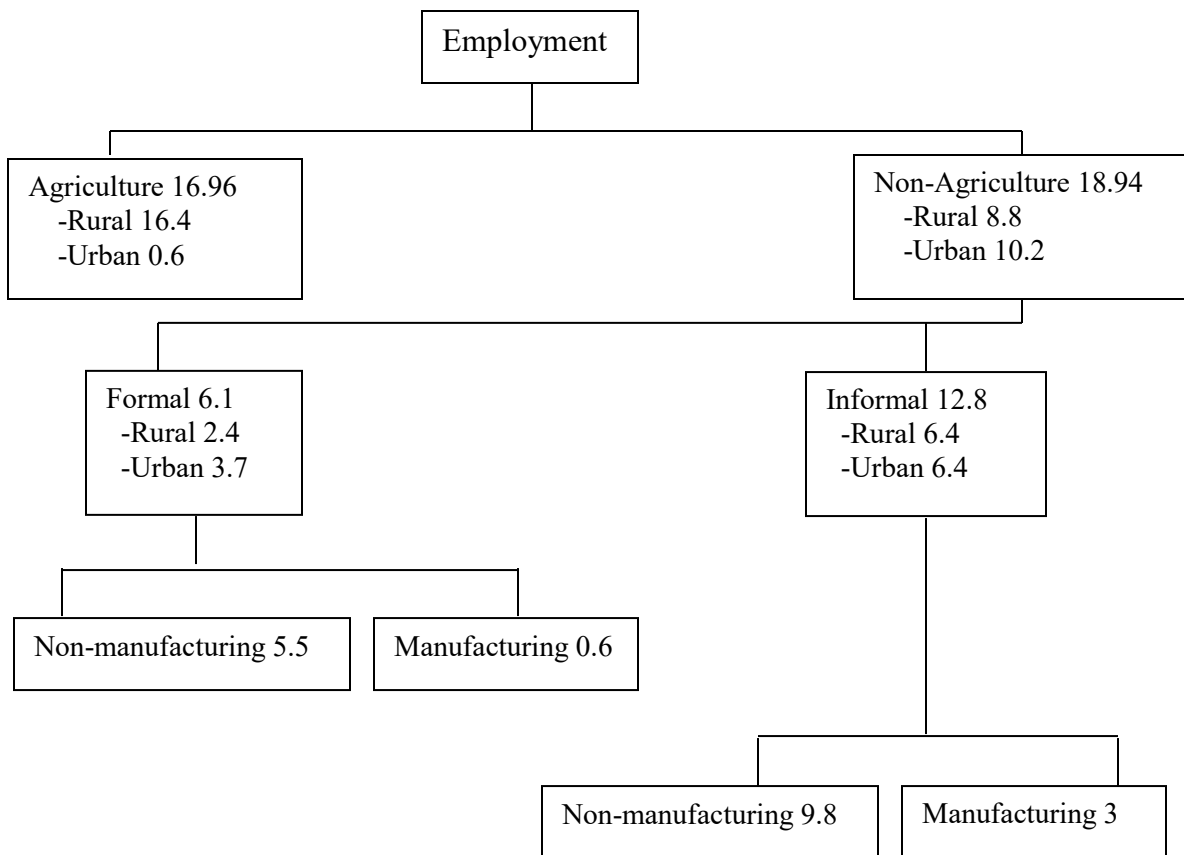 Employment
Agriculture 16.96
-Rural 16.4
-Urban 0.6
Non-Agriculture 18.94
-Rural 8.8
-Urban 10.2
Formal 6.1
-Rural 2.4
-Urban 3.7
Informal 12.8
-Rural 6.4
-Urban 6.4
Non-manufacturing 5.5
Manufacturing 0.6
Non-manufacturing 9.8
Manufacturing 3